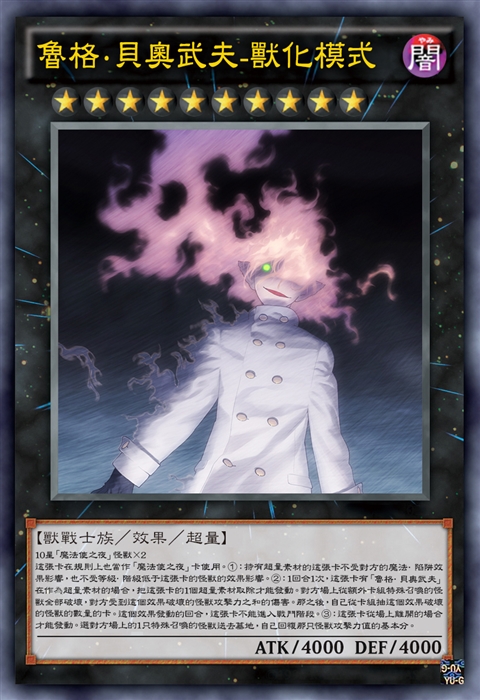 魯格·貝奧武夫-獸化模式
やみ
闇
【獸戰士族／效果／超量】
10星「魔法使之夜」怪獸×2
這張卡在規則上也當作「魔法使之夜」卡使用。①：持有超量素材的這張卡不受對方的魔法·陷阱效
果影響，也不受等級·階級低于這張卡的怪獸的效果影響。②：1回合1次，這張卡有「魯格·貝奧武夫」
在作為超量素材的場合，把這張卡的1個超量素材取除才能發動。對方場上從額外卡組特殊召喚的怪
獸全部破壞，對方受到這個效果破壞的怪獸攻擊力之和的傷害。那之後，自己從卡組抽這個效果破壞
的怪獸的數量的卡。這個效果發動的回合，這張卡不能進入戰鬥階段。③：這張卡從場上離開的場合
才能發動。選對方場上的1只特殊召喚的怪獸送去墓地，自己回復那只怪獸攻擊力值的基本分。
ATK/4000 DEF/4000
YU-G
YU-G